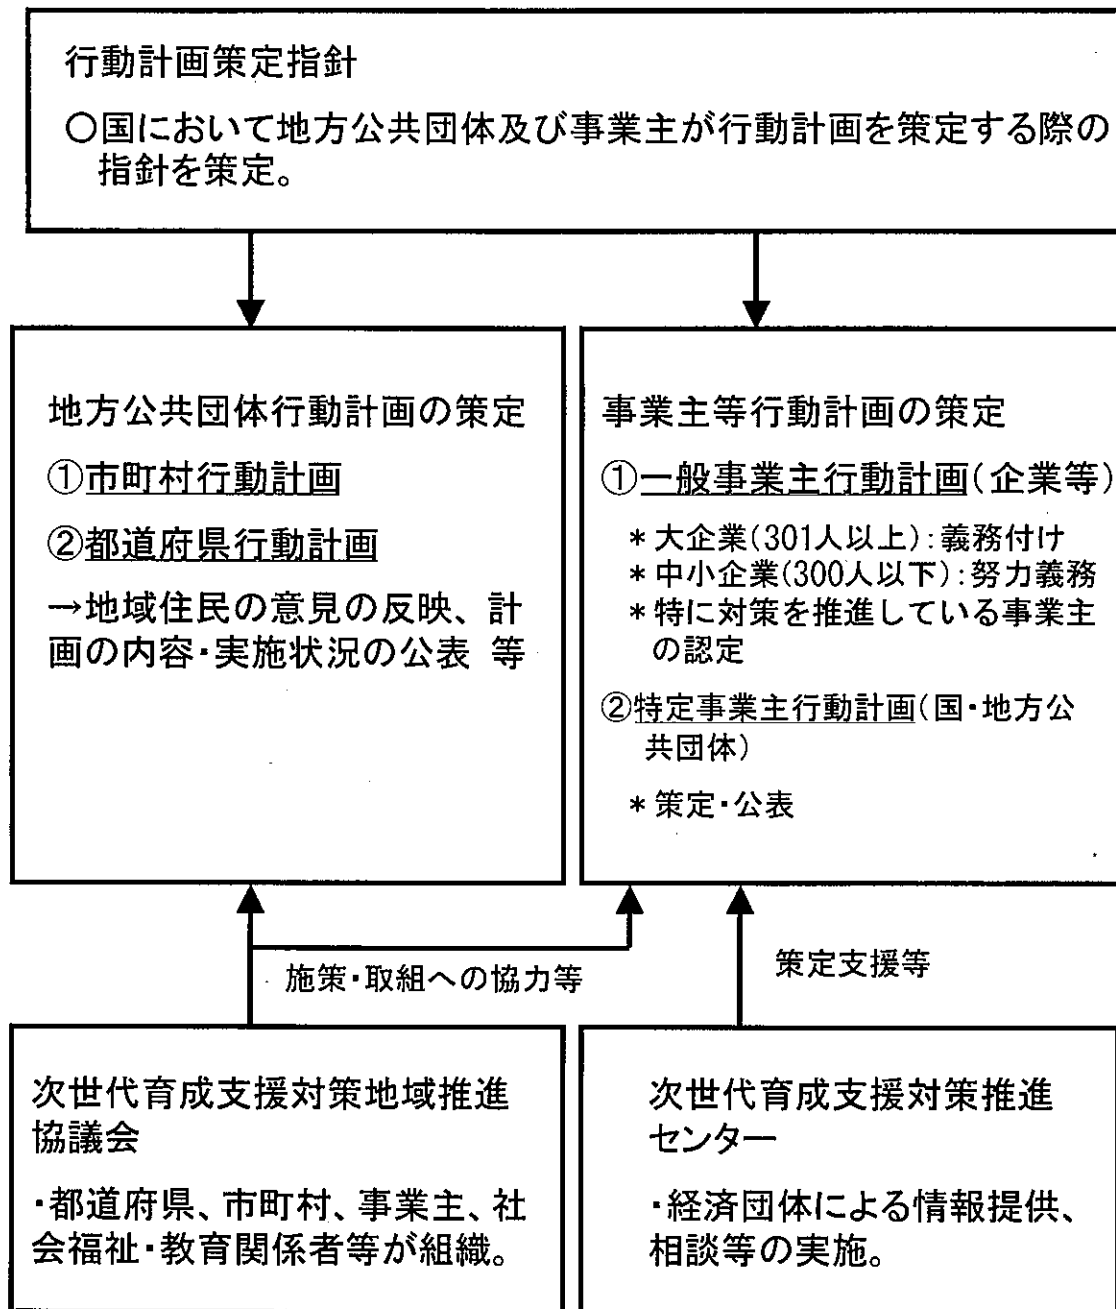 行動計画策定指針
○国において地方公共団体及び事業主が行動計画を策定する際の
指針を策定。
地方公共団体行動計画の策定
①市町村行動計画
②都道府県行動計画
→地域住民の意見の反映、計
画の内容・実施状況の公表 等
事業主等行動計画の策定
①一般事業主行動計画(企業等)
*大企業(301人以上):義務付け
*中小企業(300人以下):努力義務
*特に対策を推進している事業主
の認定
②特定事業主行動計画(国・地方公
共団体)
*策定・公表
施策・取組への協力等
策定支援等
次世代育成支援対策地域推進
協議会
・都道府県、市町村、事業主、社
会福祉・教育関係者等が組織。
次世代育成支援対策推進
センター
・経済団体による情報提供、
相談等の実施。